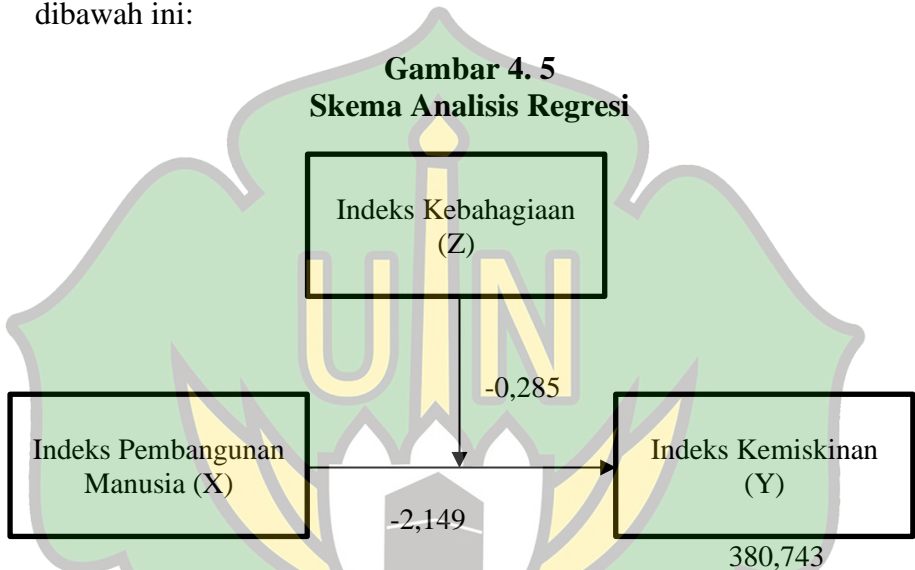 dibawah ini:
Gambar 4. 5
Skema Analisis Regresi
Indeks Kebahagiaan
(Z)
UIN
-0,285
Indeks Pembangunan
Manusia (X)
Indeks Kemiskinan
(Y)
-2,149
380,743